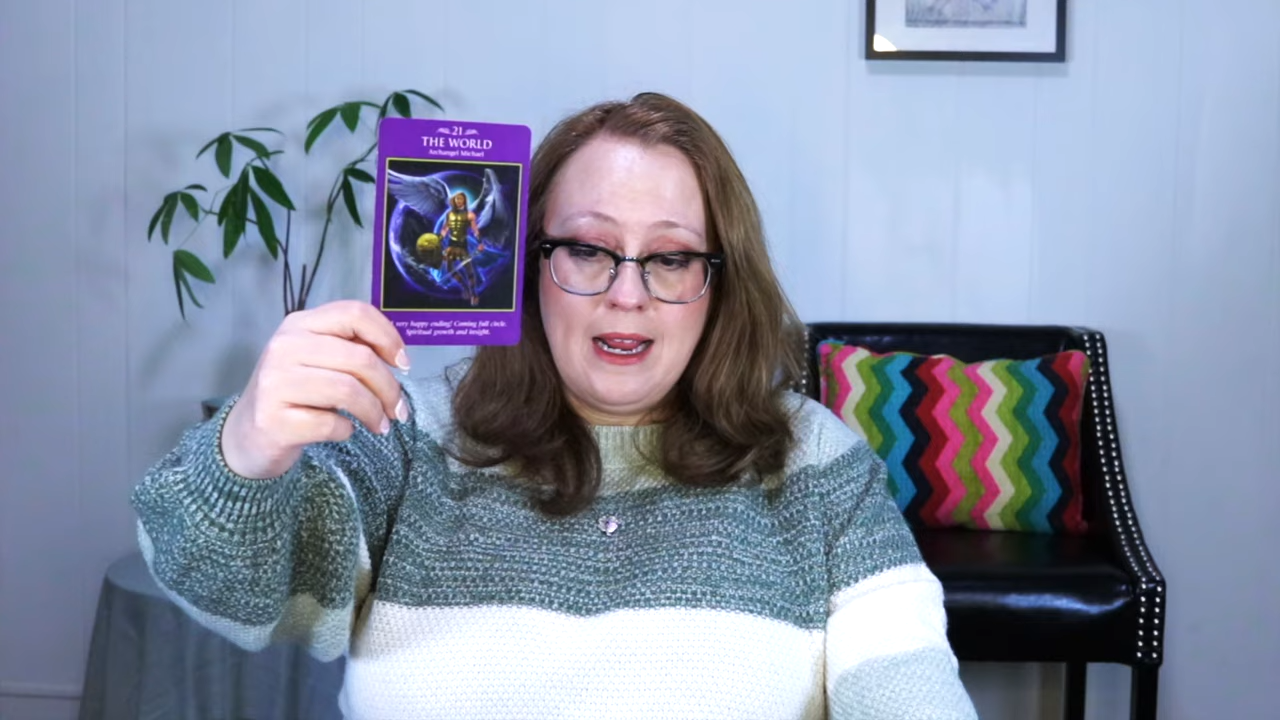 21
THE WORLD
Archangel Michael
very happy ending! Coming full circle.
Spiritual growth and insight.